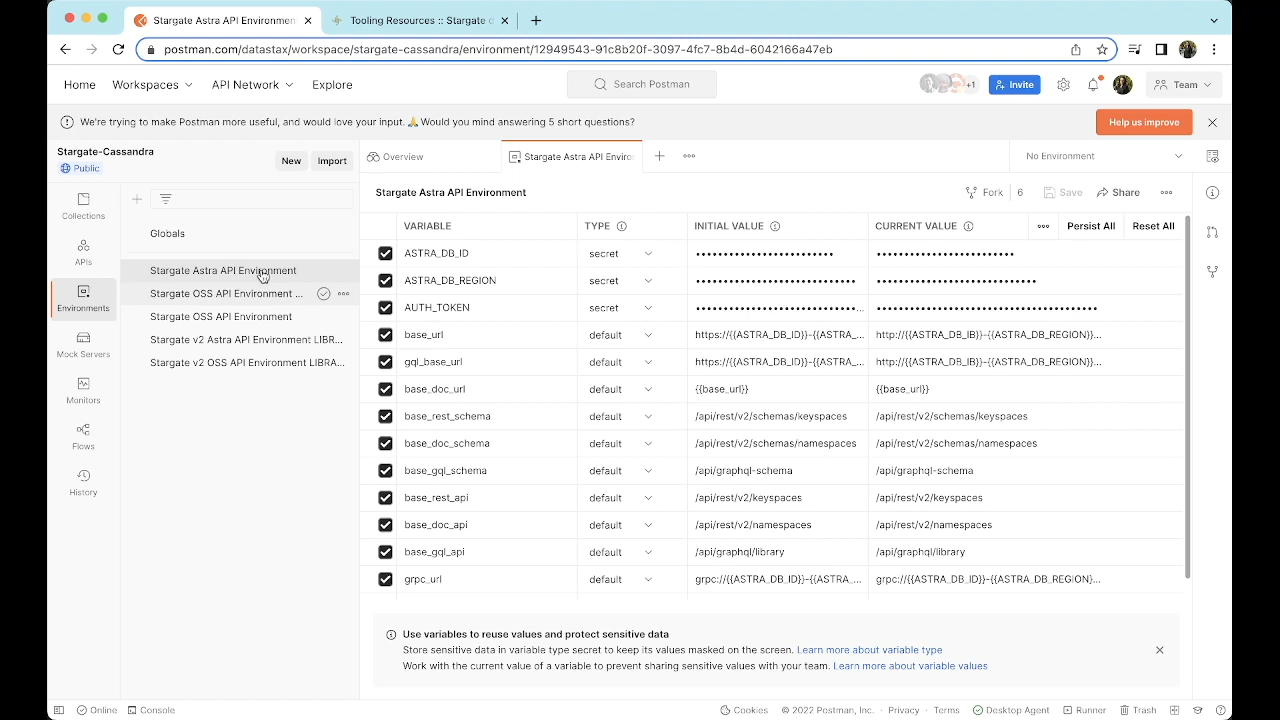 Stargate Astra API Environmen
Tooling Resources :: Stargate d
postman.com/datastax/workspace/stargate-cassandra/environment/12949543-91c8b20f-3097-4fc7-8b4d-6042166a47eb
Home Workspaces API Network Explore
Search Postman
+1 Invite Team
We're trying to make Postman more useful, and would love your input. 🙏 Would you mind answering 5 short questions?
Help us improve
Stargate-Cassandra
Public
New Import
Overview
Stargate Astra API Enviror
No Environment
Collections
APIs
Environments
Mock Servers
Monitors
Flows
History
Globals
Stargate Astra API Environment
Stargate OSS API Environment ...
Stargate OSS API Environment
Stargate v2 Astra API Environment LIBR...
Stargate v2 OSS API Environment LIBRA...
Stargate Astra API Environment
Fork 6 Save Share
VARIABLE TYPE INITIAL VALUE CURRENT VALUE Persist All Reset All
ASTRA_DB_ID secret •••••••••••••••••••••••• ••••••••••••••••••••••••
ASTRA_DB_REGION secret •••••••••••••••••••••••••••• ••••••••••••••••••••••••••••
AUTH_TOKEN secret •••••••••••••••••••••••••••••... •••••••••••••••••••••••••••••••••••••••
base_url default https://{{ASTRA_DB_ID}}-{{ASTRA_... http://{{ASTRA_DB_IB}}-{{ASTRA_DB_REGION}...
gql_base_url default https://{{ASTRA_DB_ID}}-{{ASTRA_... http://{{ASTRA_DB_IB}}-{{ASTRA_DB_REGION}...
base_doc_url default {{base_url}} {{base_url}}
base_rest_schema default /api/rest/v2/schemas/keyspaces /api/rest/v2/schemas/keyspaces
base_doc_schema default /api/rest/v2/schemas/namespaces /api/rest/v2/schemas/namespaces
base_gql_schema default /api/graphql-schema /api/graphql-schema
base_rest_api default /api/rest/v2/keyspaces /api/rest/v2/keyspaces
base_doc_api default /api/rest/v2/namespaces /api/rest/v2/namespaces
base_gql_api default /api/graphql/library /api/graphql/library
grpc_url default grpc://{{ASTRA_DB_ID}}-{{ASTRA_... grpc://{{ASTRA_DB_ID}}-{{ASTRA_DB_REGION}...
Use variables to reuse values and protect sensitive data
Store sensitive data in variable type secret to keep its values masked on the screen. Learn more about variable type
Work with the current value of a variable to prevent sharing sensitive values with your team. Learn more about variable values
Online Console Cookies © 2022 Postman, Inc. · Privacy · Terms Desktop Agent Runner Trash